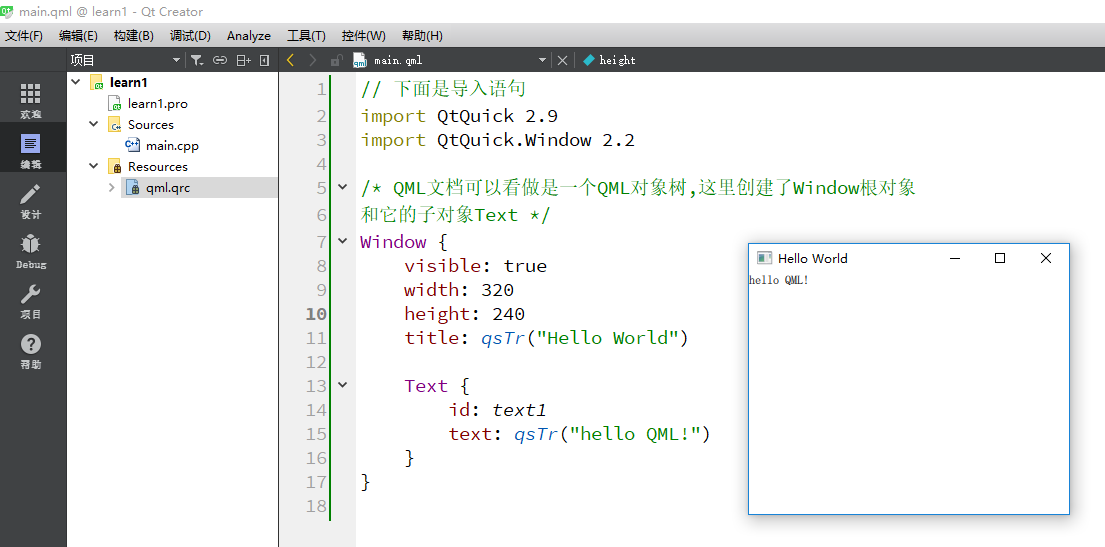 main.qml @ learn1 - Qt Creator
文件(F) 编辑(E) 构建(B) 调试(D) Analyze 工具(T) 控件(W) 帮助(H)
项目
main.qml
height
欢迎
编辑
设计
Debug
项目
帮助
learn1
learn1.pro
Sources
main.cpp
Resources
qml.qrc
1 // 下面是导入语句
2 import QtQuick 2.9
3 import QtQuick.Window 2.2
4
5 /* QML文档可以看做是一个QML对象树,这里创建了Window根对象
6 和它的子对象Text */
7 Window {
8 visible: true
9 width: 320
10 height: 240
11 title: qsTr("Hello World")
12
13 Text {
14 id: text1
15 text: qsTr("hello QML!")
16 }
17 }
18
Hello World
hello QML!